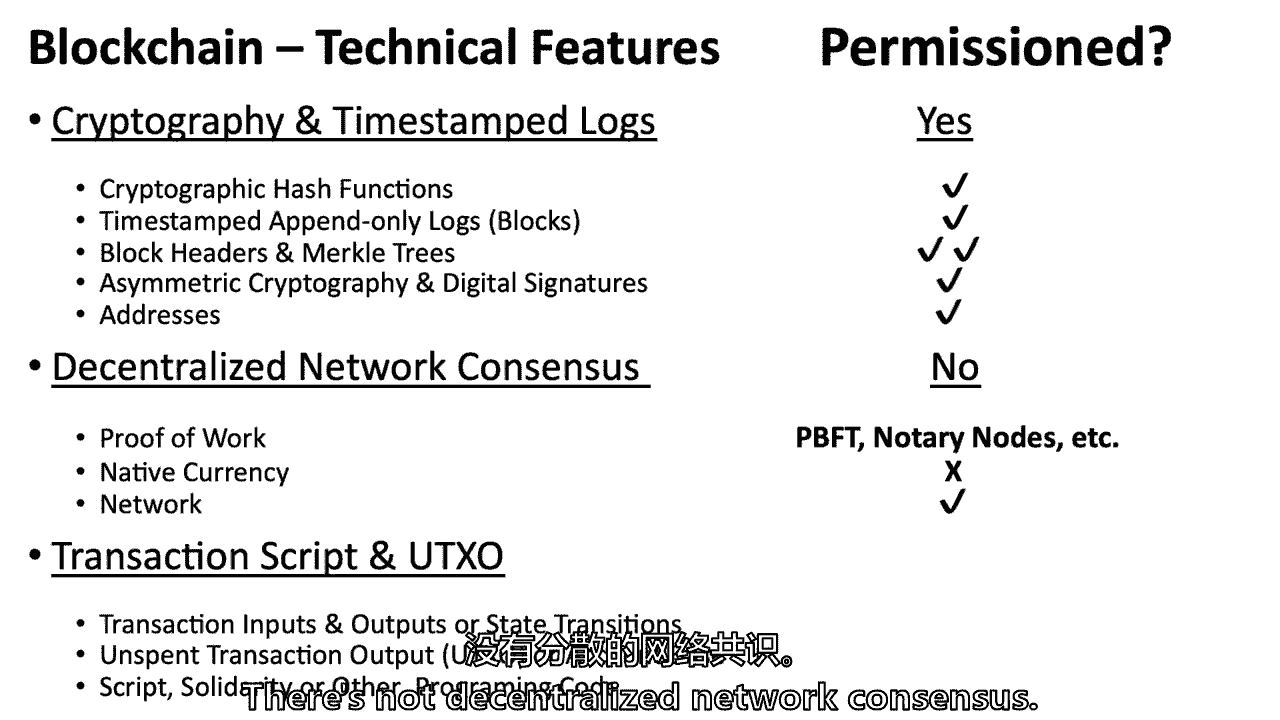 Blockchain – Technical Features Permissioned?
• Cryptography & Timestamped Logs Yes
• Cryptographic Hash Functions ✓
• Timestamped Append-only Logs (Blocks) ✓
• Block Headers & Merkle Trees ✓ ✓
• Asymmetric Cryptography & Digital Signatures ✓
• Addresses ✓
• Decentralized Network Consensus No
• Proof of Work PBFT, Notary Nodes, etc.
• Native Currency X
• Network ✓
• Transaction Script & UTXO
• Transaction Inputs & Outputs or State Transitions
• Unspent Transaction Output
没有分散的网络共识。
• Script, Solidarity or Other Programing Code
There's not decentralized network consensus.